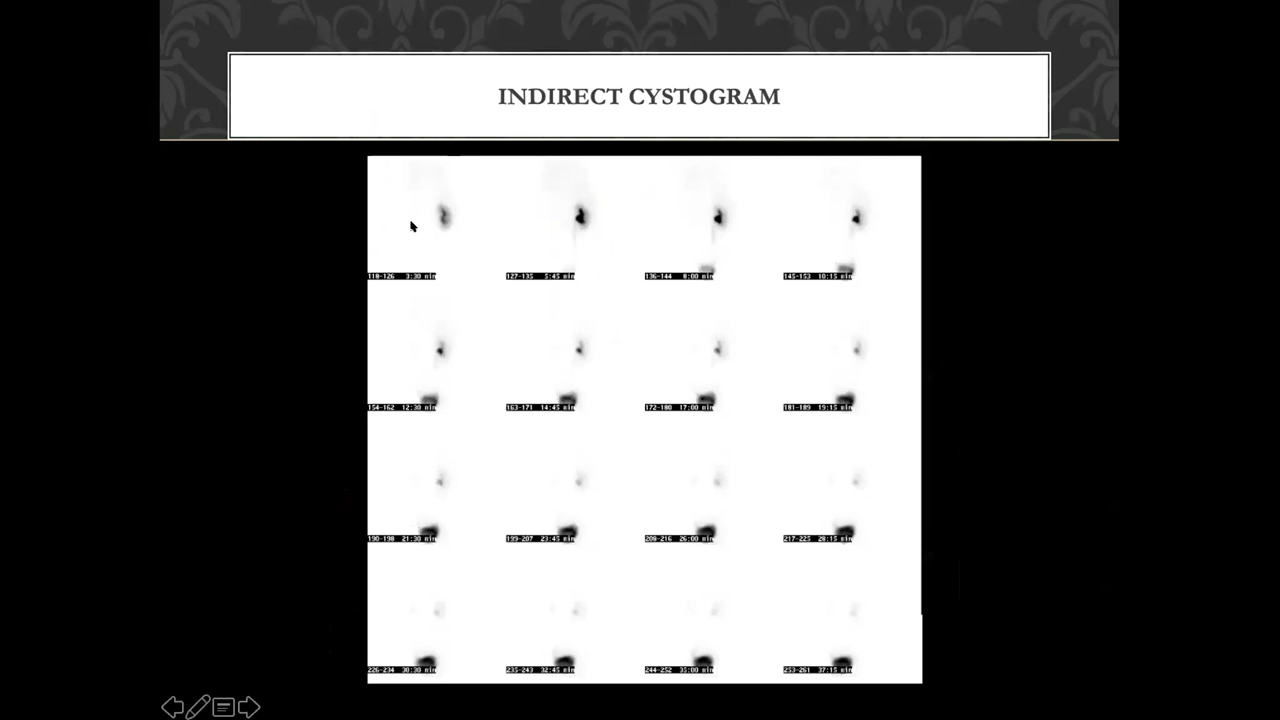 INDIRECT CYSTOGRAM
118-126 3:30 min
127-135 5:45 min
136-144 8:00 min
145-153 10:15 min
154-162 12:30 min
163-171 14:45 min
172-180 17:00 min
181-189 19:15 min
190-198 21:30 min
199-207 23:45 min
208-216 26:00 min
217-225 28:15 min
226-234 30:30 min
235-243 32:45 min
244-252 35:00 min
253-261 37:15 min